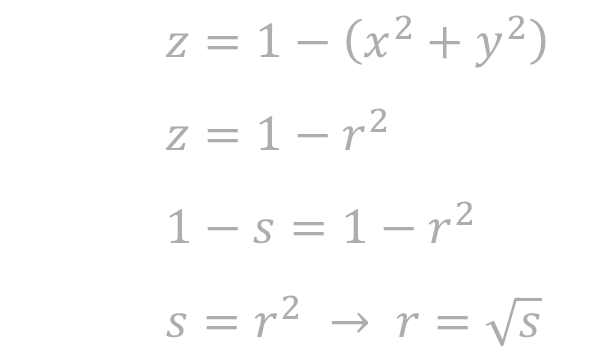 z = 1 − (x² + y²)
z = 1 − r²
1 − s = 1 − r²
s = r² → r = √s